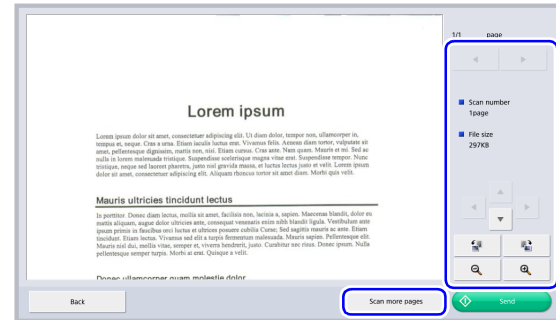 1/1 page
Lorem ipsum
Lorem ipsum dolor sit amet, consectetuer adipiscing elit. Ut diam dolor, tempor non, ullamcorper in,
tempus et, neque. Cras a urna. Etiam iaculis luctus erat. Vivamus felis. Aenean diam tortor, vulputate sit
amet, pellentesque dignissim, mattis non, nisi. Etiam cursus. Cras ante. Nam quam. Mauris et mi. Sed ac
nulla in lorem malesuada tristique. Suspendisse scelerisque magna vitae erat. Suspendisse tempor. Nunc
tristique, neque sed laoreet pharetra, justo nisl gravida massa, et luctus lectus justo et velit. Lorem ipsum
dolor sit amet, consectetuer adipiscing elit. Aliquam rhoncus tortor sit amet diam. Morbi quis velit.
Scan number
1page
File size
297KB
Mauris ultricies tincidunt lectus
In porttitor. Donec diam lectus, mollis sit amet, facilisis non, lacinia a, sapien. Maecenas blandit, dolor eu
mattis aliquam, augue dolor ultricies ante, consequat venenatis enim nibh blandit ligula. Vestibulum ante
ipsum primis in faucibus orci luctus et ultrices posuere cubilia Curae; Sed sagittis mauris ac ante. Etiam
tincidunt. Etiam lectus. Vivamus sed elit a turpis fermentum malesuada. Mauris sapien. Pellentesque elit.
Mauris nisl dui, mollis vitae, semper et, viverra hendrerit, justo. Curabitur nec risus. Donec ipsum. Nulla
pellentesque semper turpis. Morbi at erat. Quisque a velit.
Donec ullamcorper quam molestie dolor
Back
Scan more pages
Send